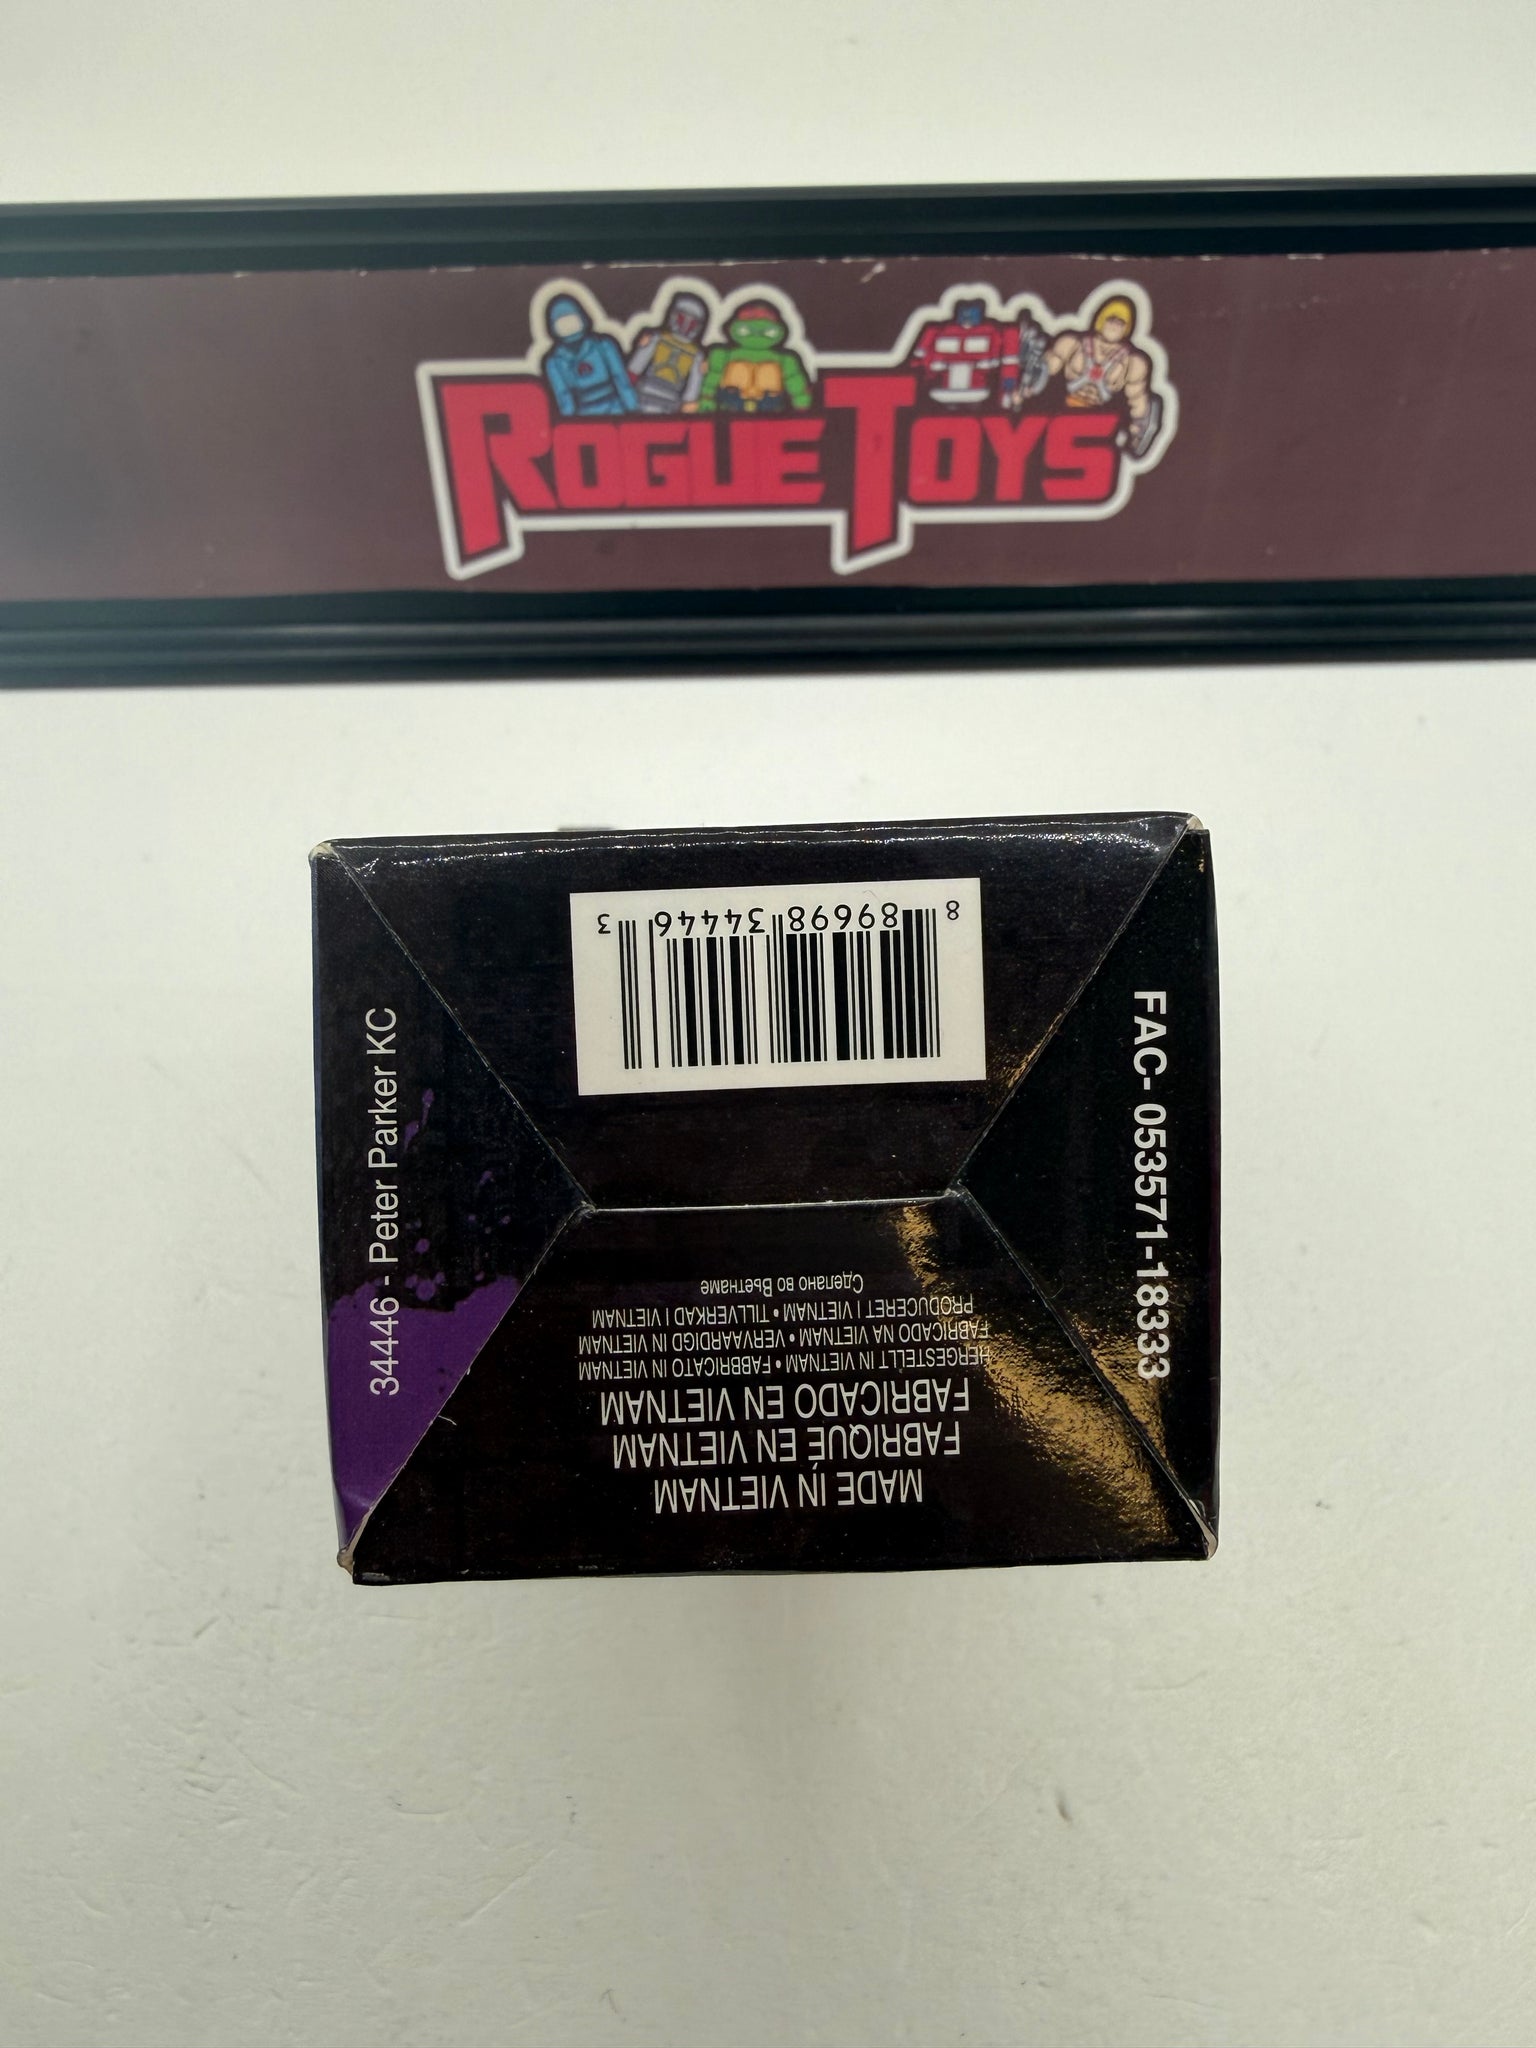 ROGUE TOYS
8 89698 34446 3
34446 - Peter Parker KC
FAC- 053571-18333
MADE IN VIETNAM
FABRIQUÉ EN VIETNAM
FABRICADO EN VIETNAM
HERGESTELLT IN VIETNAM • FABBRICATO IN VIETNAM
FABRICADO NA VIETNAM • VERVAARDIGD IN VIETNAM
PRODUCERET I VIETNAM • TILLVERKAD I VIETNAM
Сделано во Вьетнаме